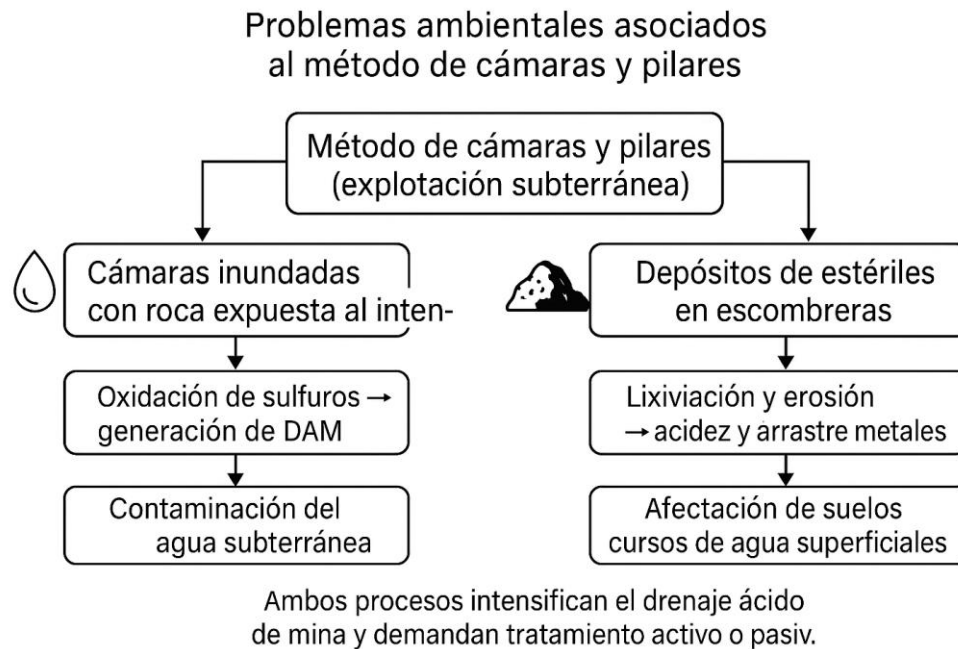 Problemas ambientales asociados
al método de cámaras y pilares
Método de cámaras y pilares
(explotación subterránea)
Cámaras inundadas
con roca expuesta al inten-
Oxidación de sulfuros →
generación de DAM
Contaminación del
agua subterránea
Depósitos de estériles
en escombreras
Lixiviación y erosión
→ acidez y arrastre metales
Afectación de suelos
cursos de agua superficiales
Ambos procesos intensifican el drenaje ácido
de mina y demandan tratamiento activo o pasiv.